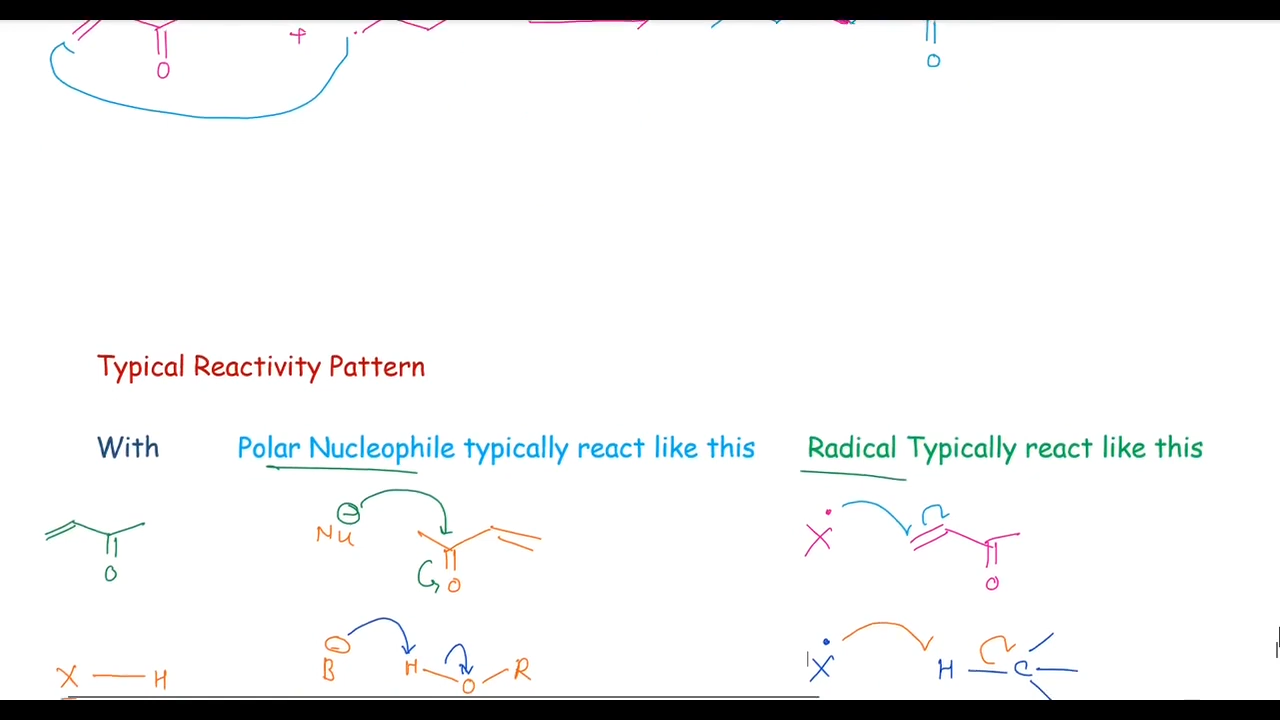 +
O
O
Typical Reactivity Pattern
With Polar Nucleophile typically react like this Radical Typically react like this
Nu ⊖ O
O
X• O
B ⊖ H O R
X H
X• H C